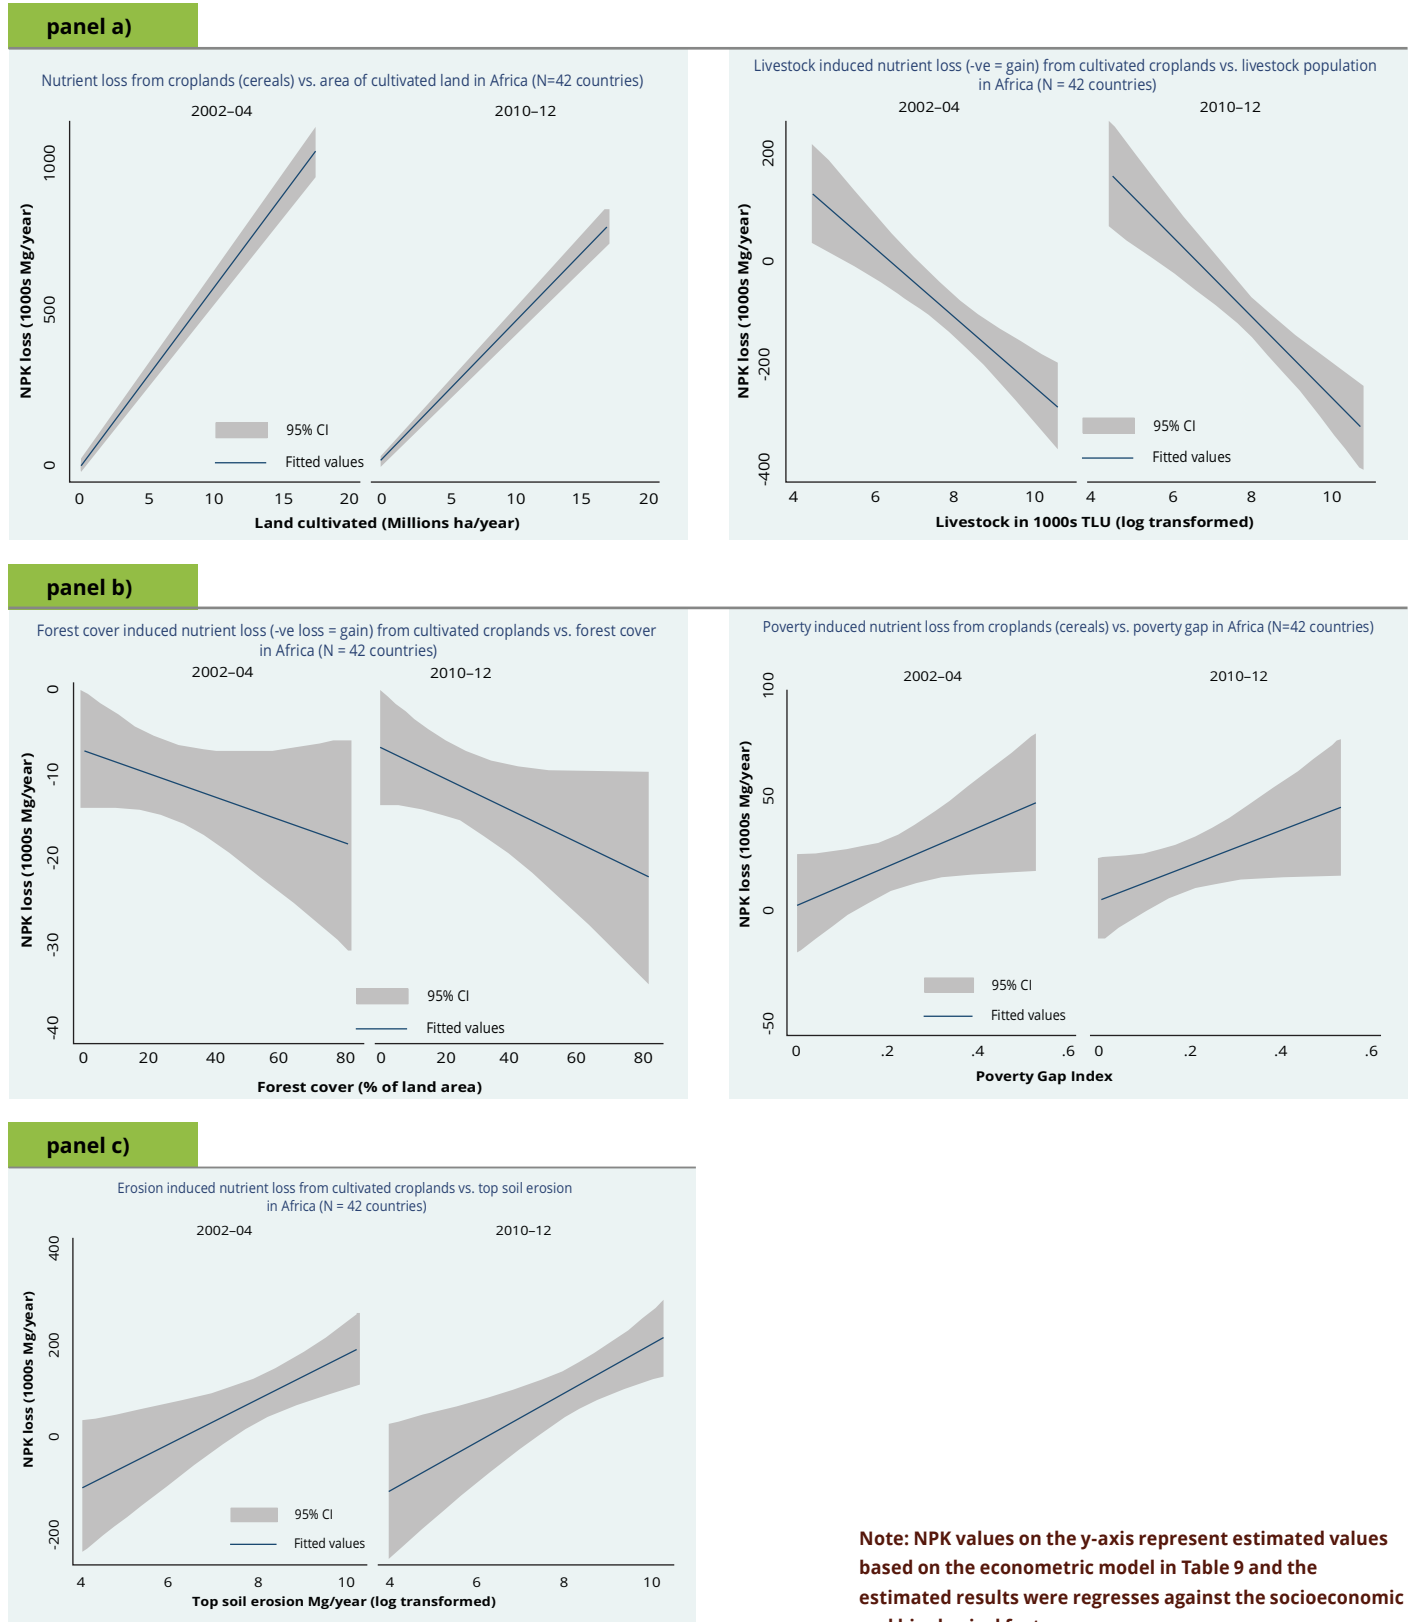 panel a)
Nutrient loss from croplands (cereals) vs. area of cultivated land in Africa (N=42 countries)
2002–04
2010–12
NPK loss (1000s Mg/year)
1000
500
0
95% CI
Fitted values
0 5 10 15 20 0 5 10 15 20
Land cultivated (Millions ha/year)
Livestock induced nutrient loss (-ve = gain) from cultivated croplands vs. livestock population
in Africa (N = 42 countries)
2002–04
2010–12
NPK loss (1000s Mg/year)
200
0
-200
-400
95% CI
Fitted values
4 6 8 10 4 6 8 10
Livestock in 1000s TLU (log transformed)
panel b)
Forest cover induced nutrient loss (-ve loss = gain) from cultivated croplands vs. forest cover
in Africa (N = 42 countries)
2002–04
2010–12
NPK loss (1000s Mg/year)
0
-10
-20
-30
-40
95% CI
Fitted values
0 20 40 60 80 0 20 40 60 80
Forest cover (% of land area)
Poverty induced nutrient loss from croplands (cereals) vs. poverty gap in Africa (N=42 countries)
2002–04
2010–12
NPK loss (1000s Mg/year)
100
50
0
-50
95% CI
Fitted values
0 .2 .4 .6 0 .2 .4 .6
Poverty Gap Index
panel c)
Erosion induced nutrient loss from cultivated croplands vs. top soil erosion
in Africa (N = 42 countries)
2002–04
2010–12
NPK loss (1000s Mg/year)
400
200
0
-200
95% CI
Fitted values
4 6 8 10 4 6 8 10
Top soil erosion Mg/year (log transformed)
Note: NPK values on the y-axis represent estimated values
based on the econometric model in Table 9 and the
estimated results were regresses against the socioeconomic